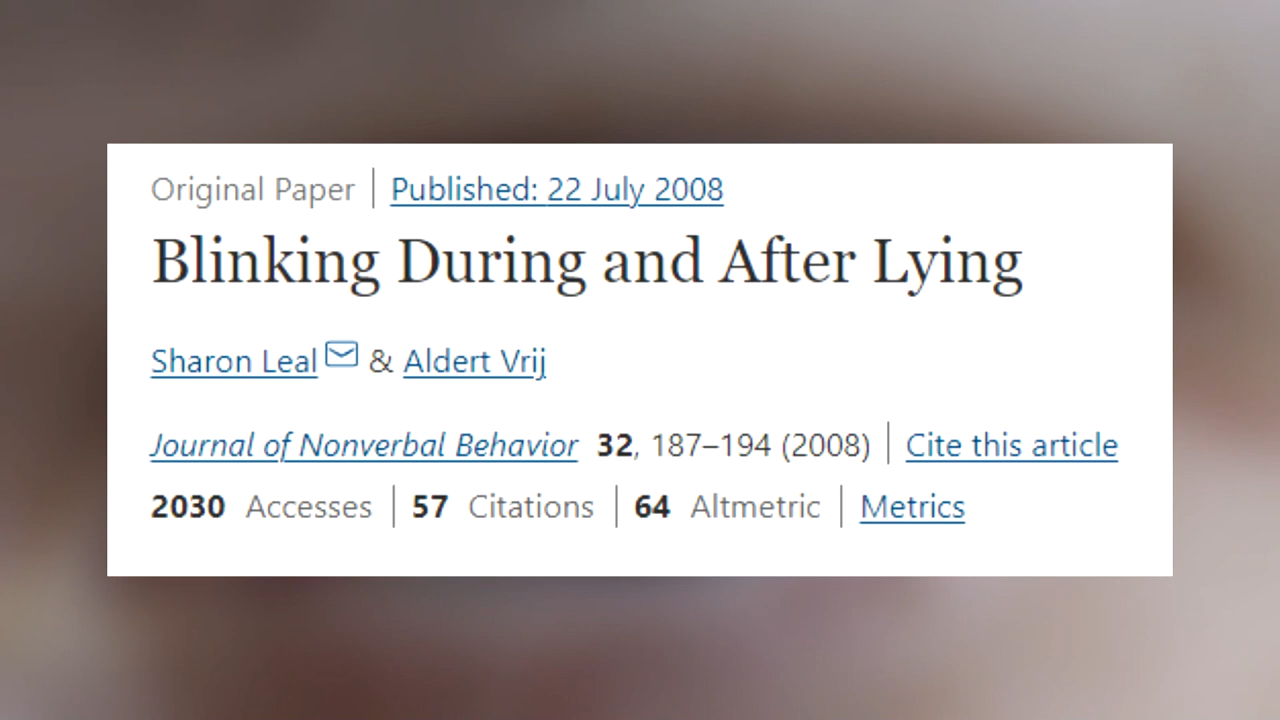 Original Paper | Published: 22 July 2008
Blinking During and After Lying
Sharon Leal & Aldert Vrij
Journal of Nonverbal Behavior 32, 187–194 (2008) | Cite this article
2030 Accesses | 57 Citations | 64 Altmetric | Metrics